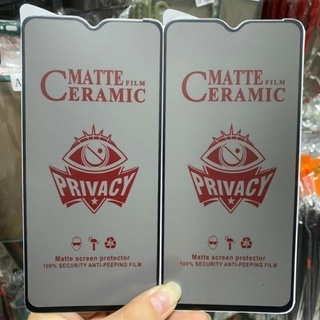 MATTE
FILM
CERAMIC
PRIVACY
Matte screen protector
100% SECURITY ANTI-PEEPING FILM
MATTE
FILM
CERAMIC
PRIVACY
Matte screen protector
100% SECURITY ANTI-PEEPING FILM